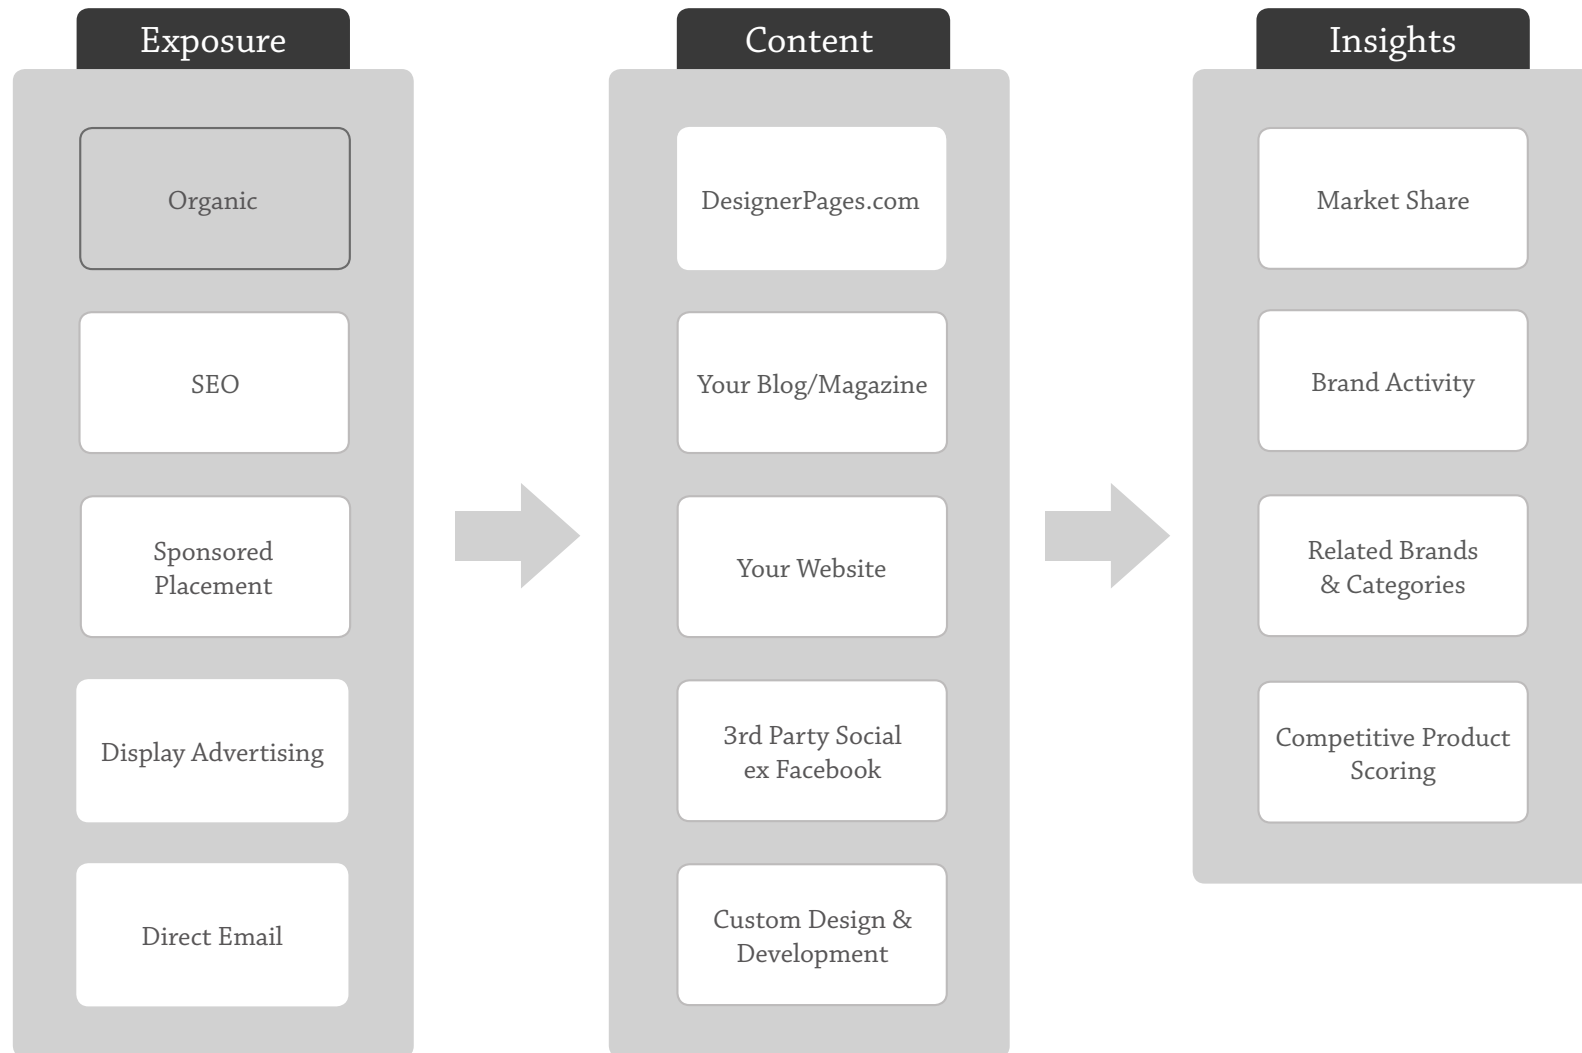 Exposure
Organic
SEO
Sponsored
Placement
Display Advertising
Direct Email
Content
DesignerPages.com
Your Blog/Magazine
Your Website
3rd Party Social
ex Facebook
Custom Design &
Development
Insights
Market Share
Brand Activity
Related Brands
& Categories
Competitive Product
Scoring